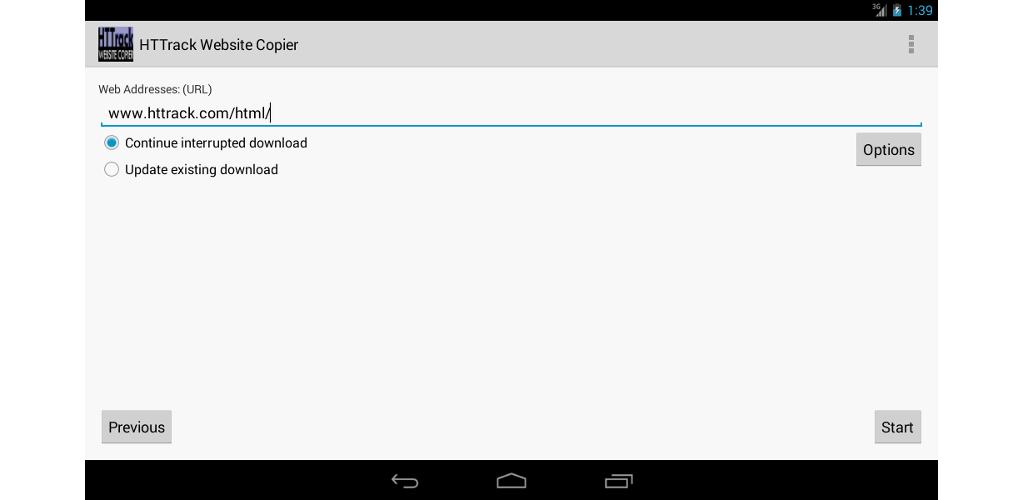 3G 1:39
HTTrack
WEBSITE COPIER
HTTrack Website Copier
Web Addresses: (URL)
www.httrack.com/html/
Continue interrupted download
Options
Update existing download
Previous
Start